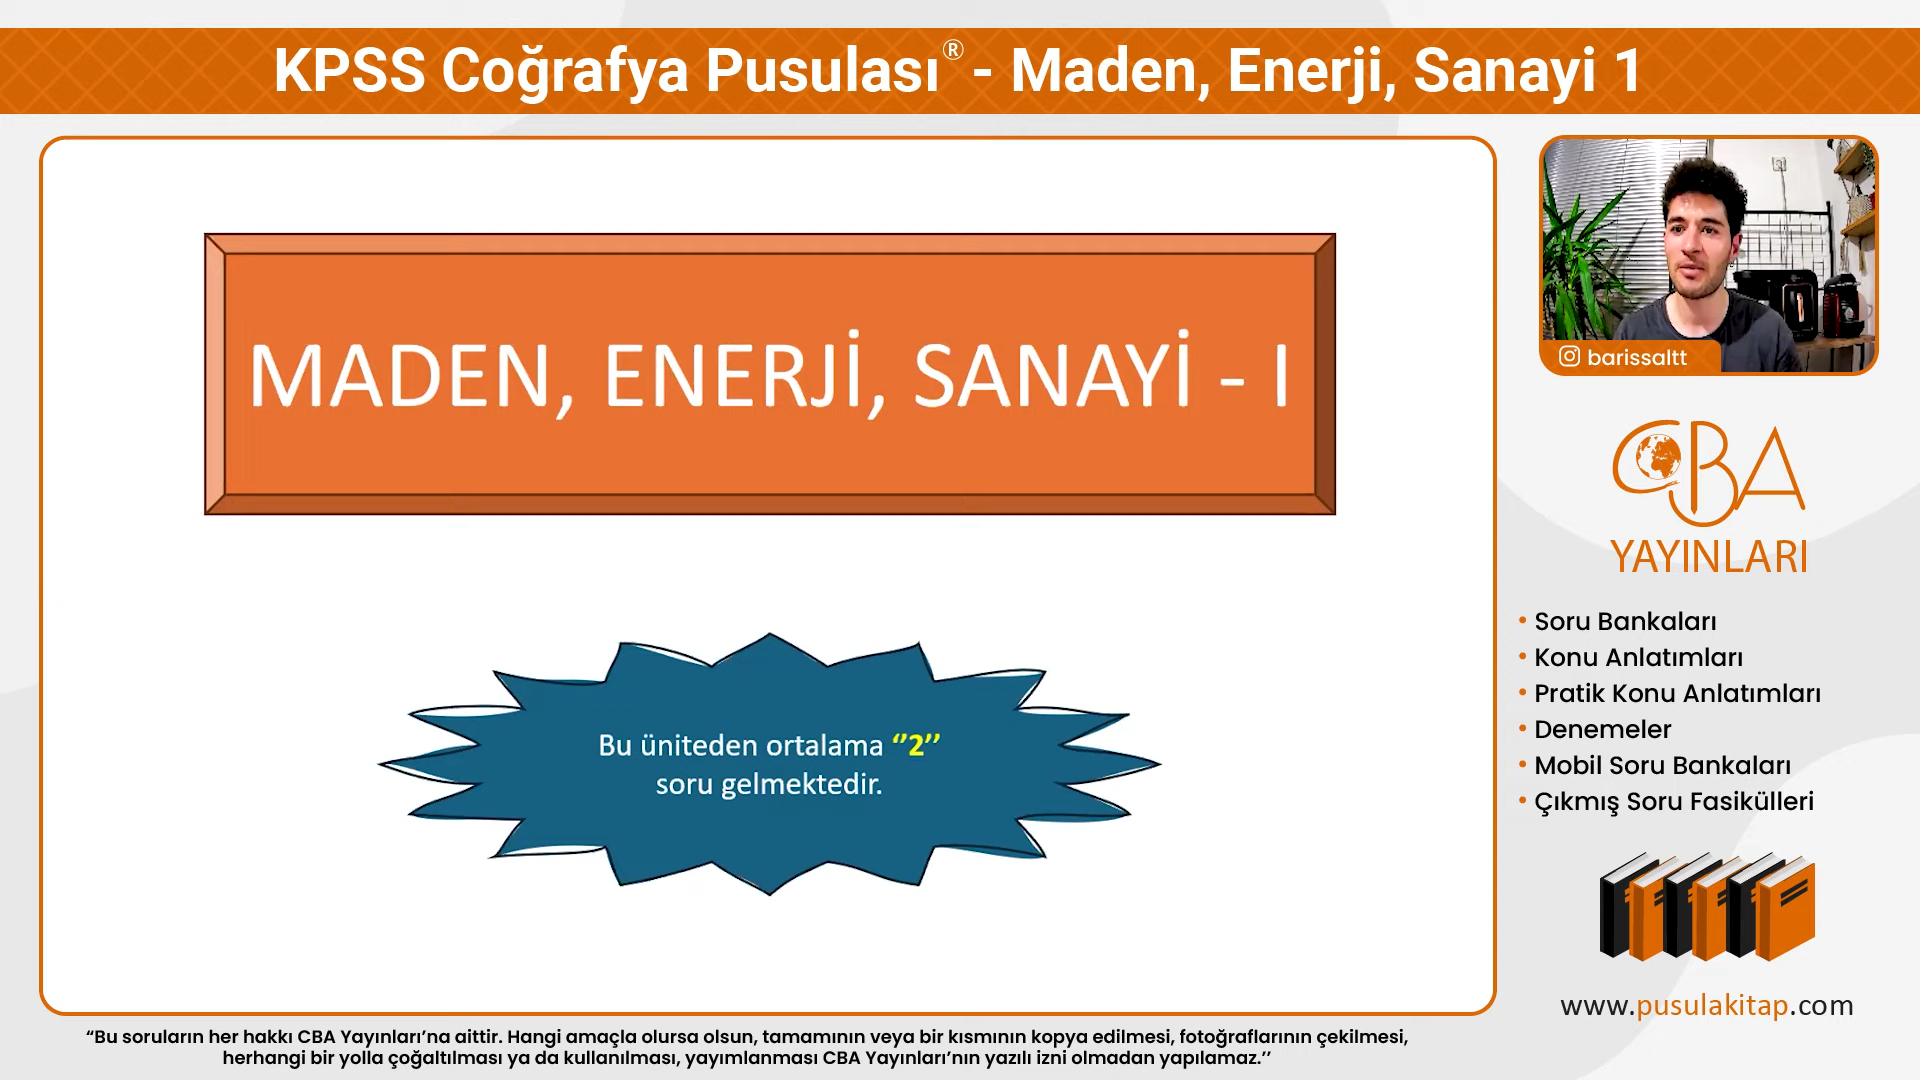 KPSS Coğrafya Pusulası® - Maden, Enerji, Sanayi 1
MADEN, ENERJİ, SANAYİ - I
Bu üniteden ortalama ‘’2’’
soru gelmektedir.
barissaltt
CBA
YAYINLARI
• Soru Bankaları
• Konu Anlatımları
• Pratik Konu Anlatımları
• Denemeler
• Mobil Soru Bankaları
• Çıkmış Soru Fasikülleri
www.pusulakitap.com
“Bu soruların her hakkı CBA Yayınları’na aittir. Hangi amaçla olursa olsun, tamamının veya bir kısmının kopya edilmesi, fotoğraflarının çekilmesi,
herhangi bir yolla çoğaltılması ya da kullanılması, yayımlanması CBA Yayınları’nın yazılı izni olmadan yapılamaz.’’